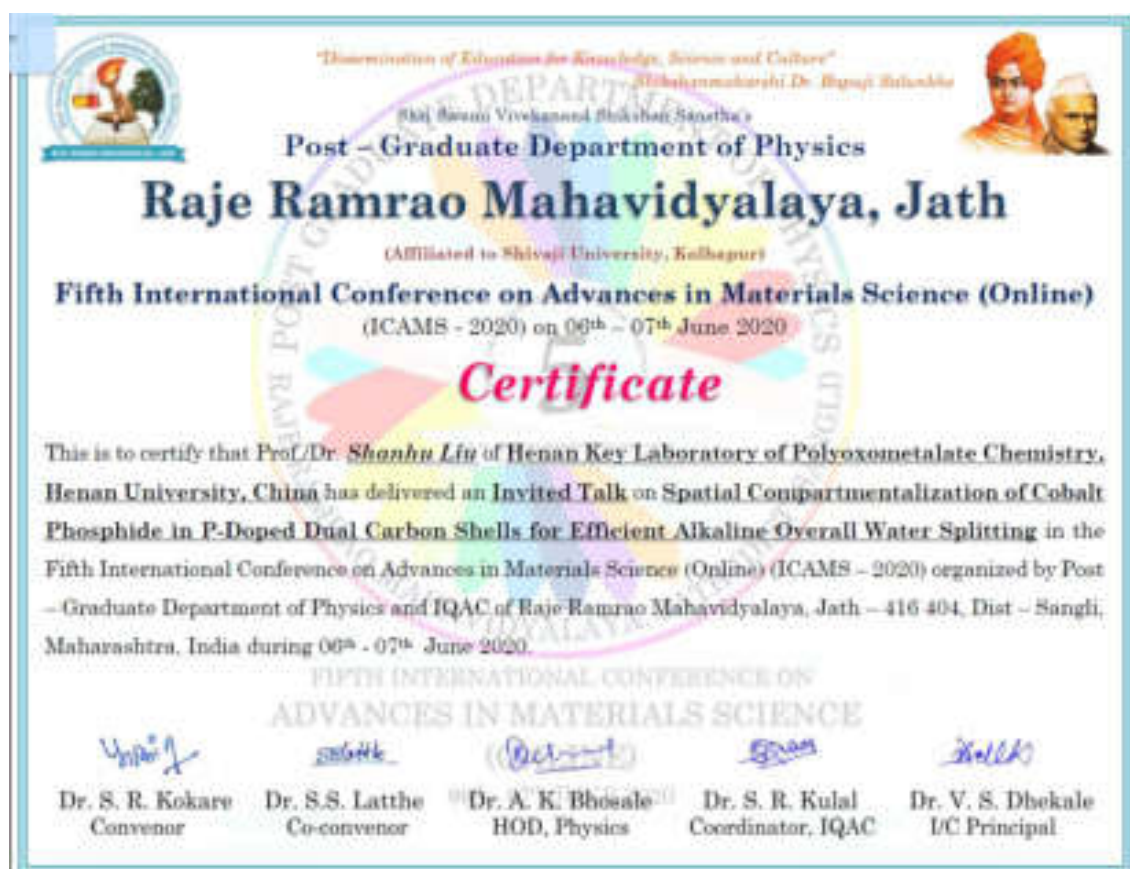 "Dissemination of Education for Knowledge, Science and Culture"
Shikshanmaharshi Dr. Bapuji Salunkhe
Shri Swami Vivekanand Shikshan Sanstha's
Post – Graduate Department of Physics
Raje Ramrao Mahavidyalaya, Jath
(Affiliated to Shivaji University, Kolhapur)
Fifth International Conference on Advances in Materials Science (Online)
(ICAMS - 2020) on 06th – 07th June 2020
Certificate
This is to certify that Prof./Dr. Shanhu Liu of Henan Key Laboratory of Polyoxometalate Chemistry,
Henan University, China has delivered an Invited Talk on Spatial Compartmentalization of Cobalt
Phosphide in P-Doped Dual Carbon Shells for Efficient Alkaline Overall Water Splitting in the
Fifth International Conference on Advances in Materials Science (Online) (ICAMS – 2020) organized by Post
– Graduate Department of Physics and IQAC of Raje Ramrao Mahavidyalaya, Jath – 416 404, Dist – Sangli,
Maharashtra, India during 06th - 07th June 2020.
FIFTH INTERNATIONAL CONFERENCE ON
ADVANCES IN MATERIALS SCIENCE
Dr. S. R. Kokare Dr. S.S. Latthe Dr. A. K. Bhosale Dr. S. R. Kulal Dr. V. S. Dhekale
Convenor Co-convenor HOD, Physics Coordinator, IQAC I/C Principal